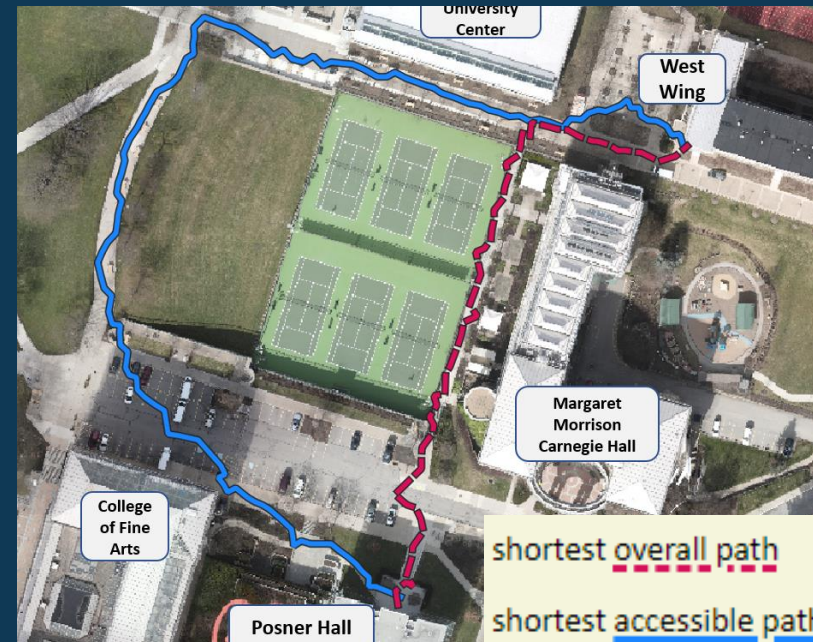 University
Center
West
Wing
Margaret
Morrison
Carnegie Hall
College
of Fine
Arts
shortest overall path
shortest accessible path
Posner Hall